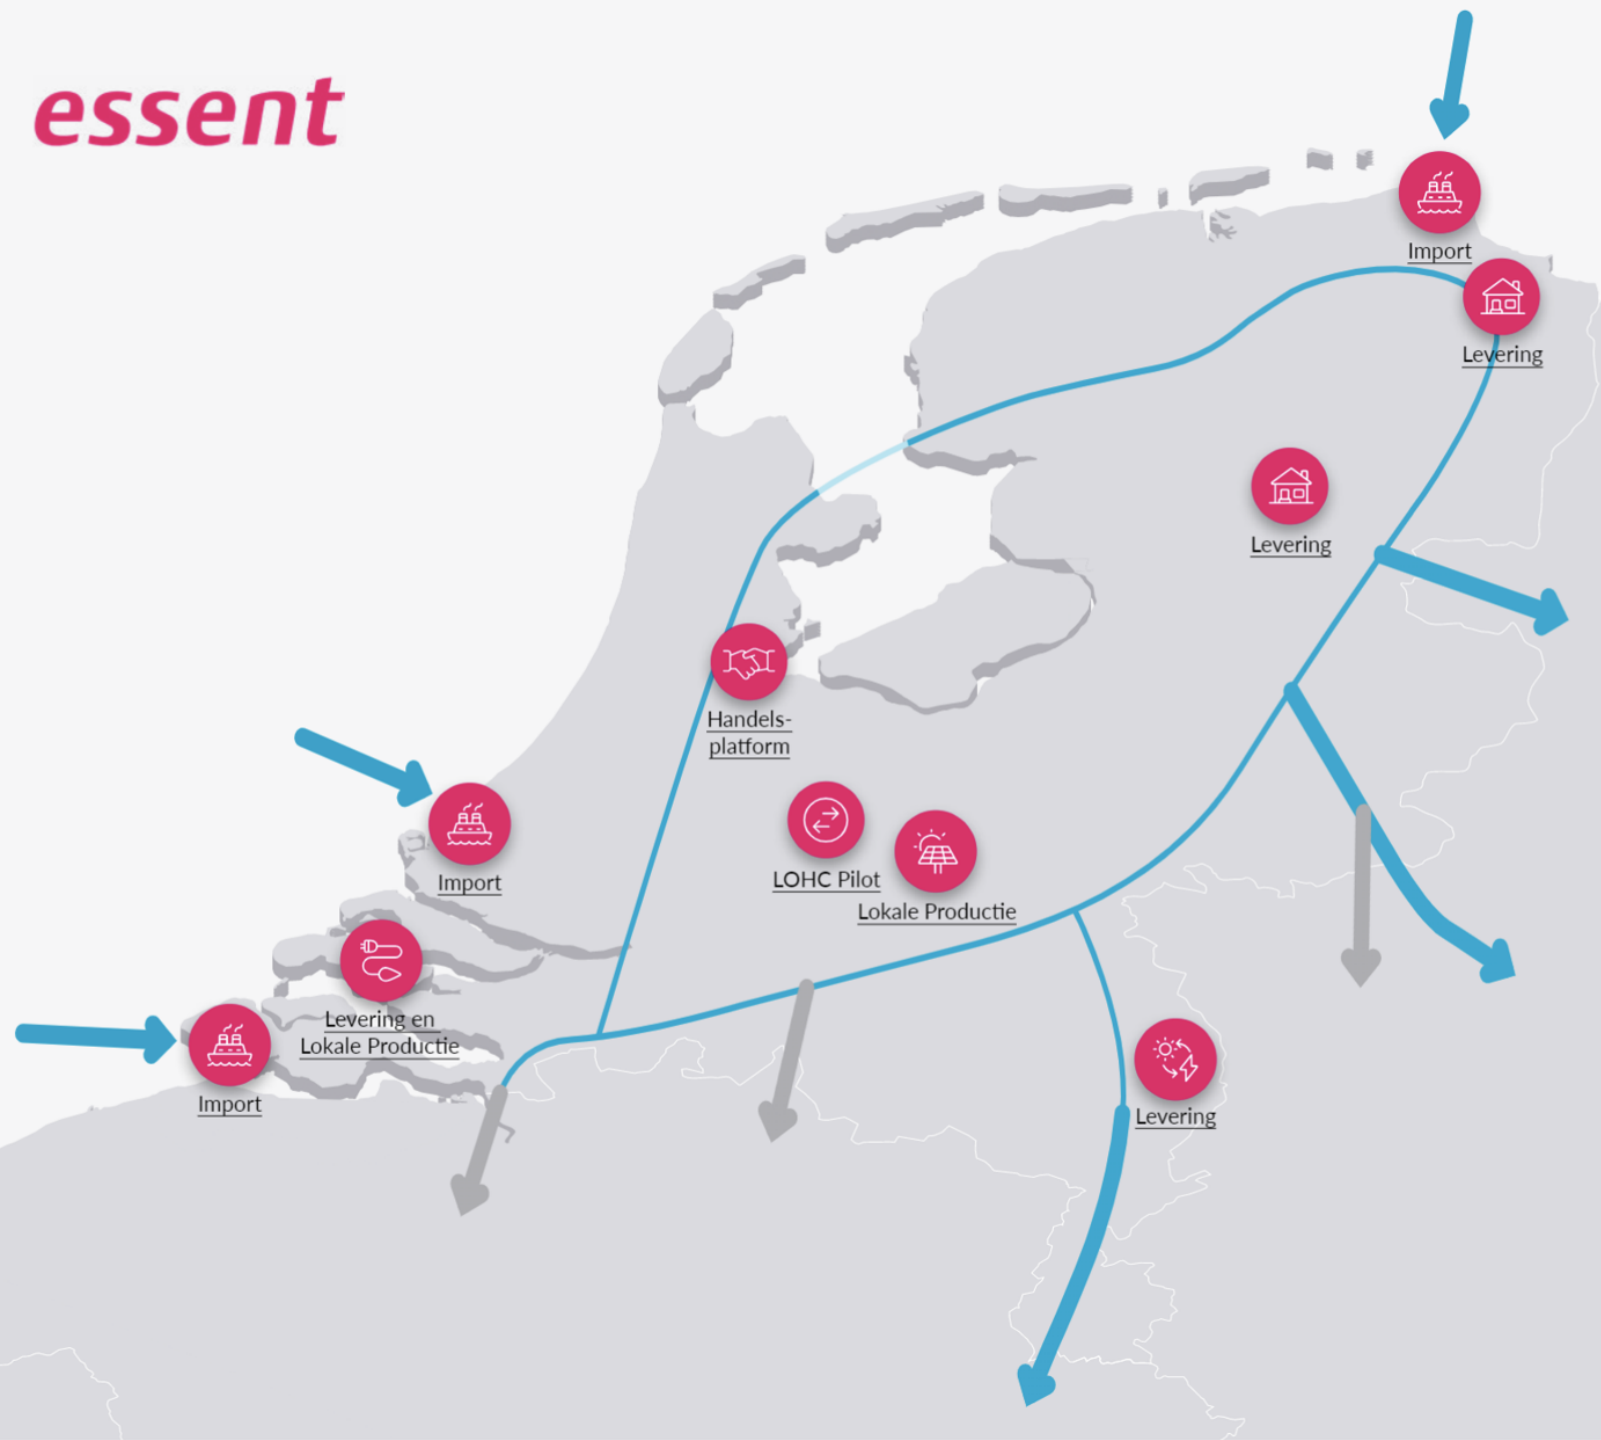 essent
Import
Levering
Levering
Handels-
platform
LOHC Pilot
Import
Lokale Productie
Levering en
Lokale Productie
Import
Levering